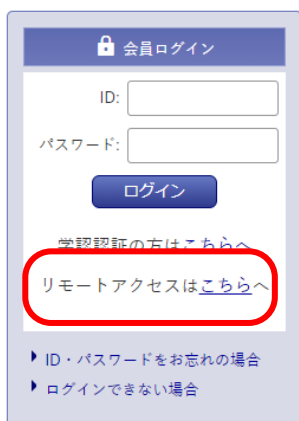 会員ログイン
ID:
パスワード:
ログイン
学認認証の方はこちらへ
リモートアクセスはこちらへ
ID・パスワードをお忘れの場合
ログインできない場合